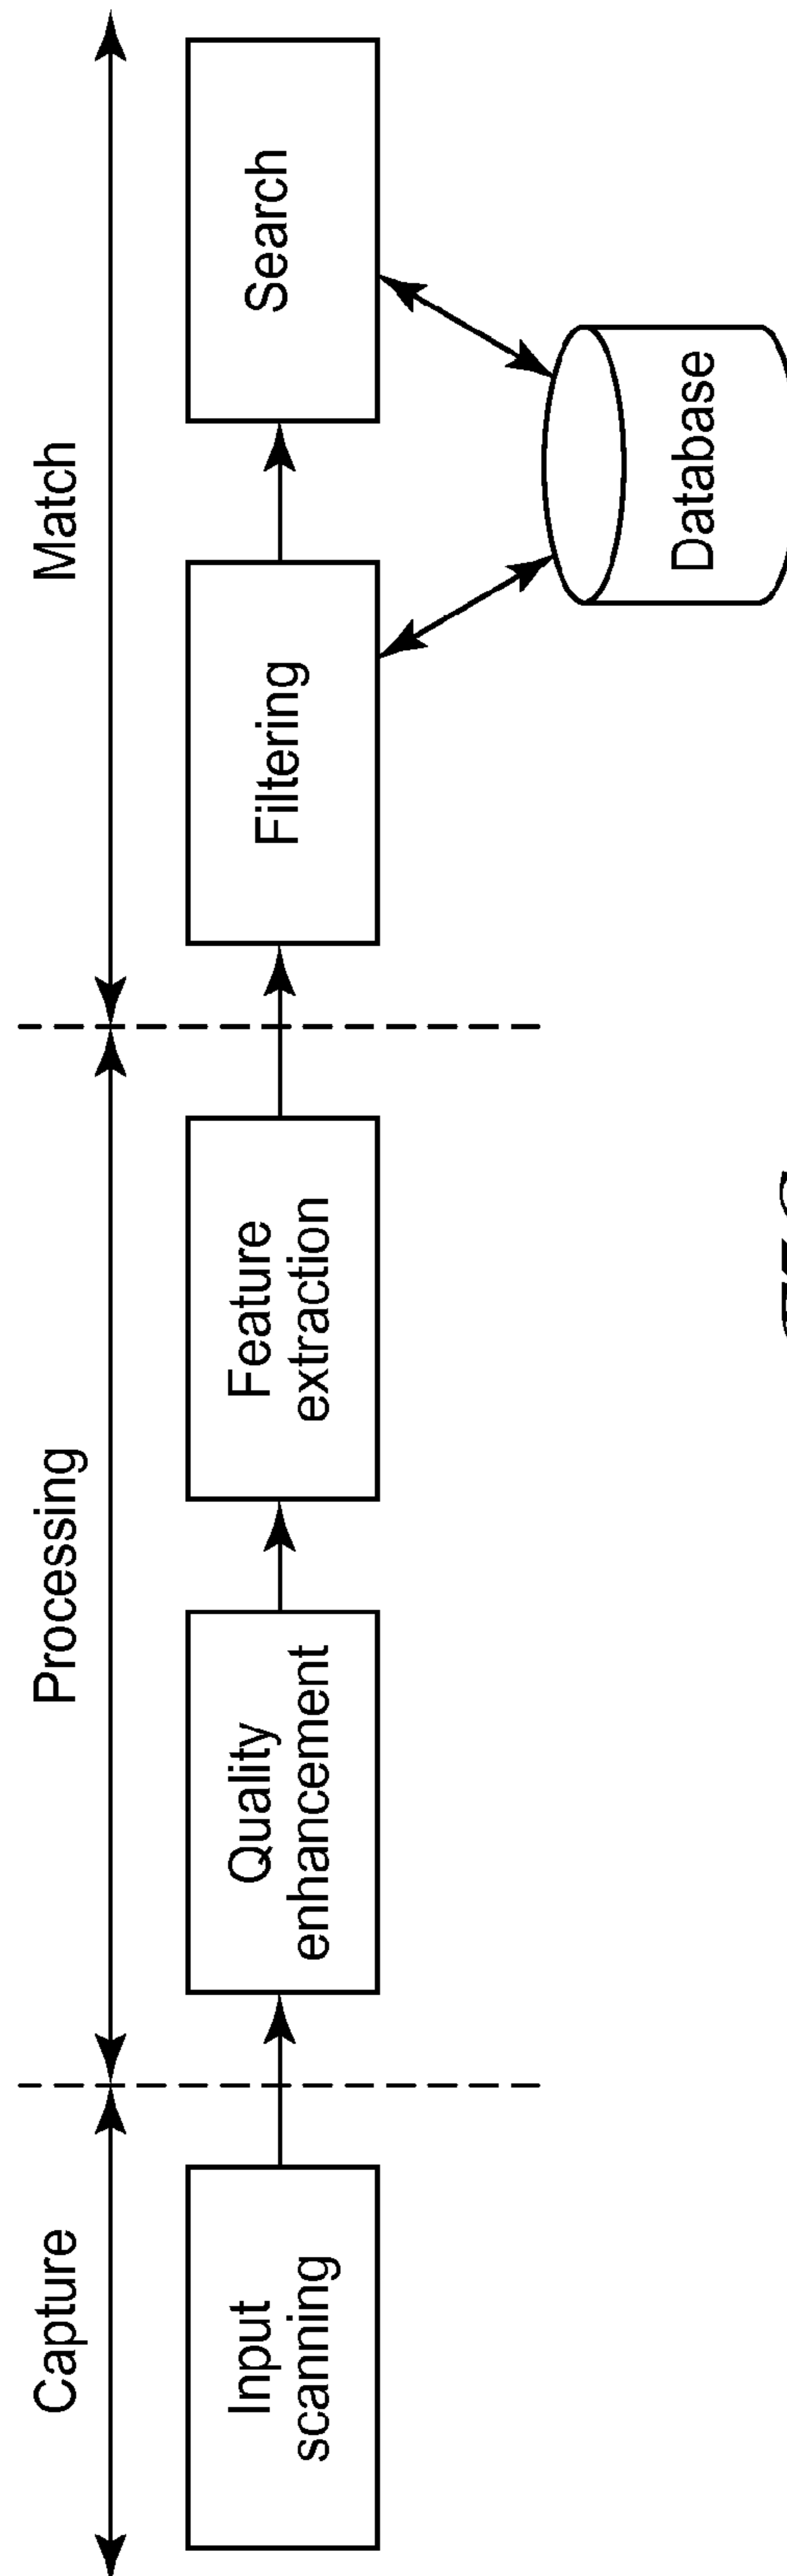 Capture
Processing
Match
Input
scanning
Quality
enhancement
Feature
extraction
Filtering
Search
Database